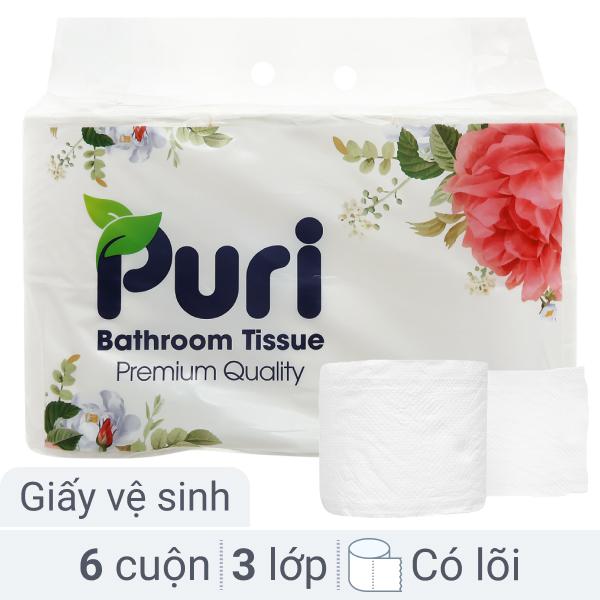 Puri
Bathroom Tissue
Premium Quality
Giấy vệ sinh
6 cuộn 3 lớp Có lõi